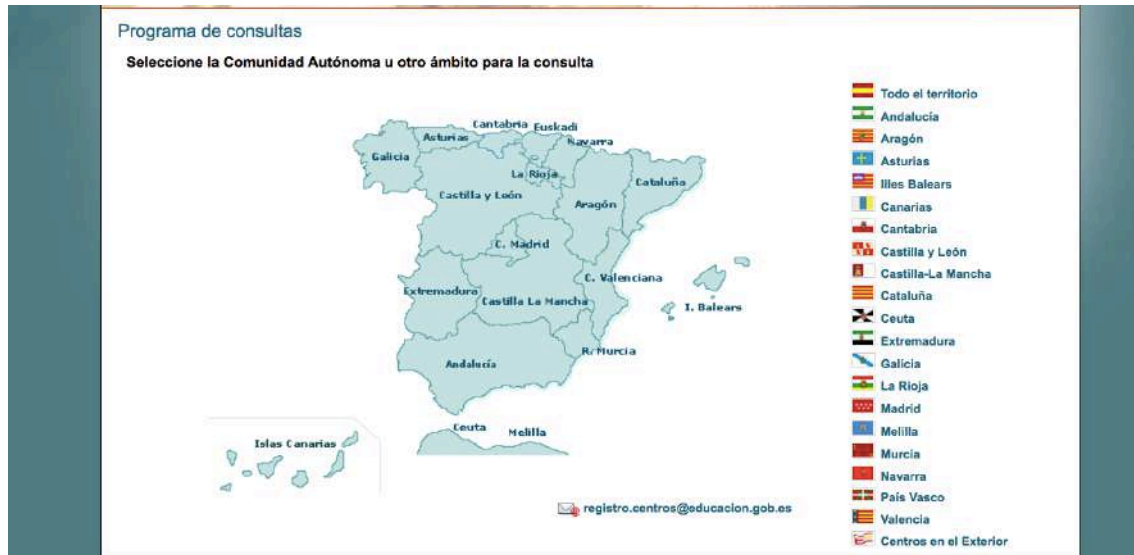 Programa de consultas
Seleccione la Comunidad Autónoma u otro ámbito para la consulta
Cantabria
Euskadi
Asturias
Navarra
Galicia
La Rioja
Cataluña
Castilla y León
Aragón
C. Madrid
C. Valenciana
Extremadura
Castilla La Mancha
I. Balears
R. Murcia
Andalucía
Ceuta
Melilla
Islas Canarias
registro.centros@educacion.gob.es
Todo el territorio
Andalucía
Aragón
Asturias
Illes Balears
Canarias
Cantabria
Castilla y León
Castilla-La Mancha
Cataluña
Ceuta
Extremadura
Galicia
La Rioja
Madrid
Melilla
Murcia
Navarra
País Vasco
Valencia
Centros en el Exterior